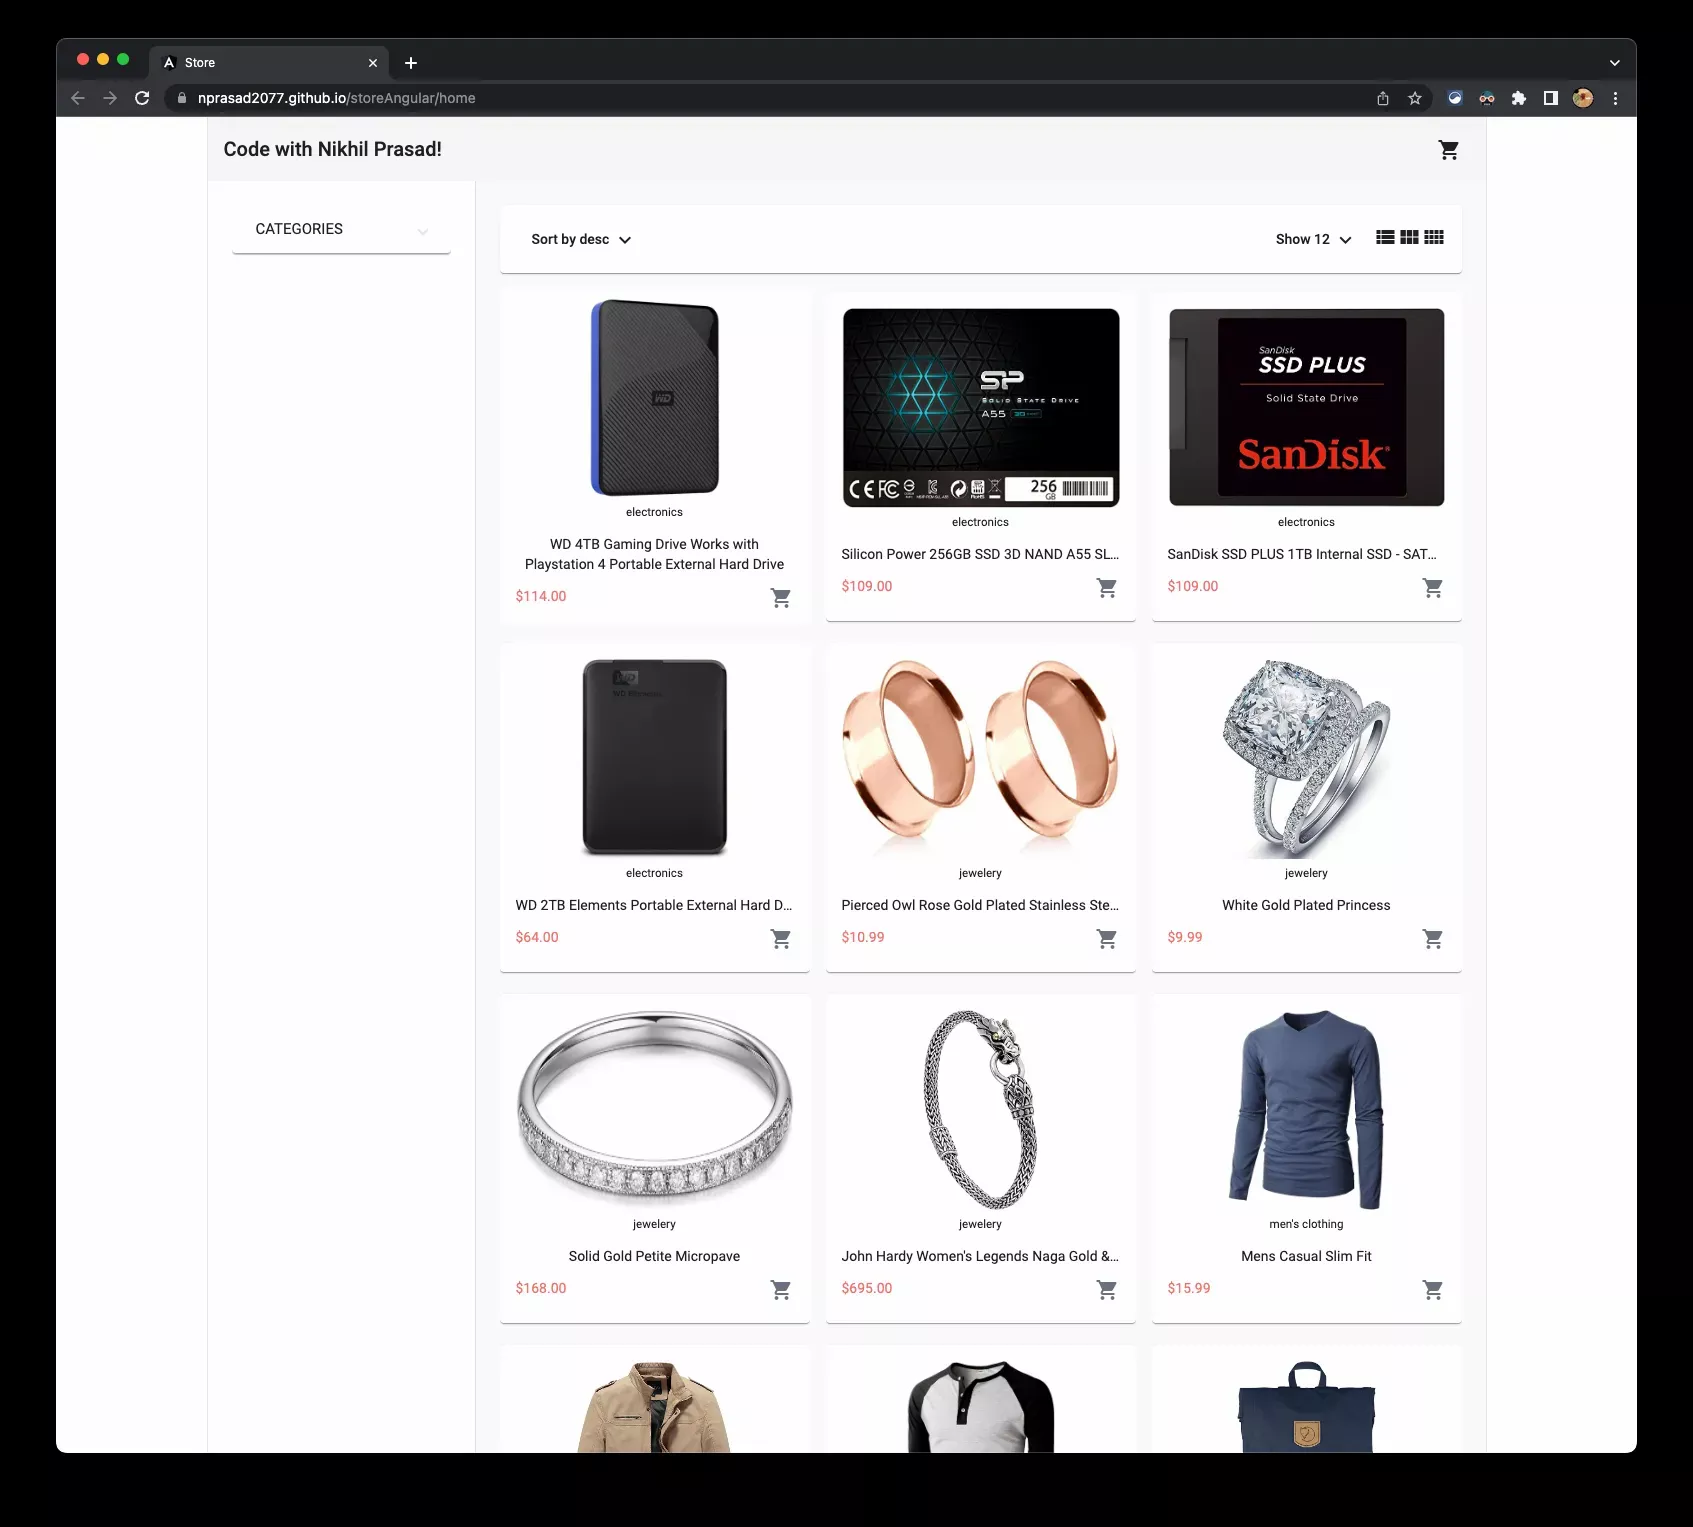 Store
nprasad2077.github.io/storeAngular/home
Code with Nikhil Prasad!
CATEGORIES
Sort by desc
Show 12
WD
electronics
WD 4TB Gaming Drive Works with
Playstation 4 Portable External Hard Drive
$114.00
SP
SOLID STATE DRIVE
A55
256
GB
electronics
Silicon Power 256GB SSD 3D NAND A55 SL...
$109.00
SanDisk
SSD PLUS
Solid State Drive
SanDisk
electronics
SanDisk SSD PLUS 1TB Internal SSD - SAT...
$109.00
WD
WD Elements
electronics
WD 2TB Elements Portable External Hard D...
$64.00
jewelery
Pierced Owl Rose Gold Plated Stainless Ste...
$10.99
jewelery
White Gold Plated Princess
$9.99
jewelery
Solid Gold Petite Micropave
$168.00
jewelery
John Hardy Women's Legends Naga Gold &...
$695.00
men's clothing
Mens Casual Slim Fit
$15.99